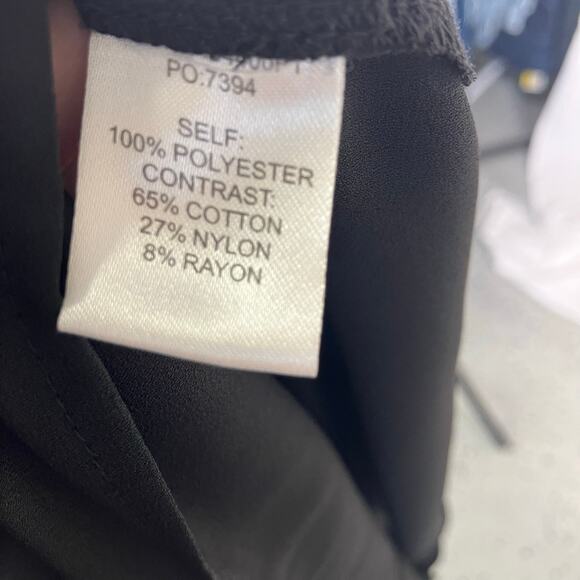 PO:7394
SELF:
100% POLYESTER
CONTRAST:
65% COTTON
27% NYLON
8% RAYON